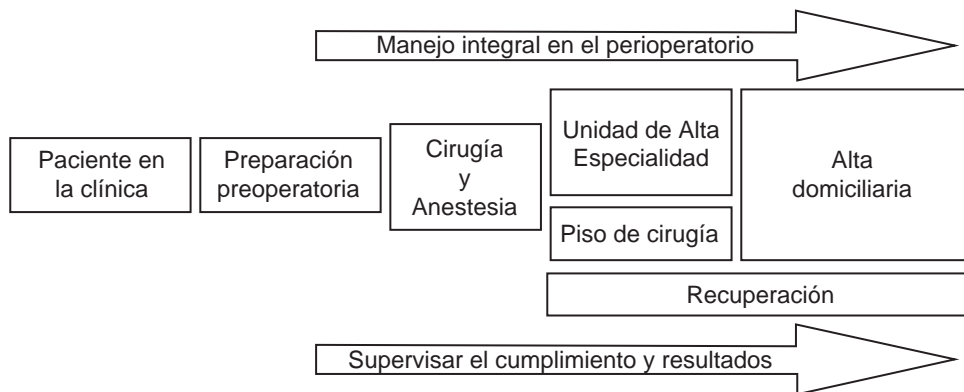 Manejo integral en el perioperatorio
Paciente en
la clínica
Preparación
preoperatoria
Cirugía
y
Anestesia
Unidad de Alta
Especialidad
Piso de cirugía
Alta
domiciliaria
Recuperación
Supervisar el cumplimiento y resultados